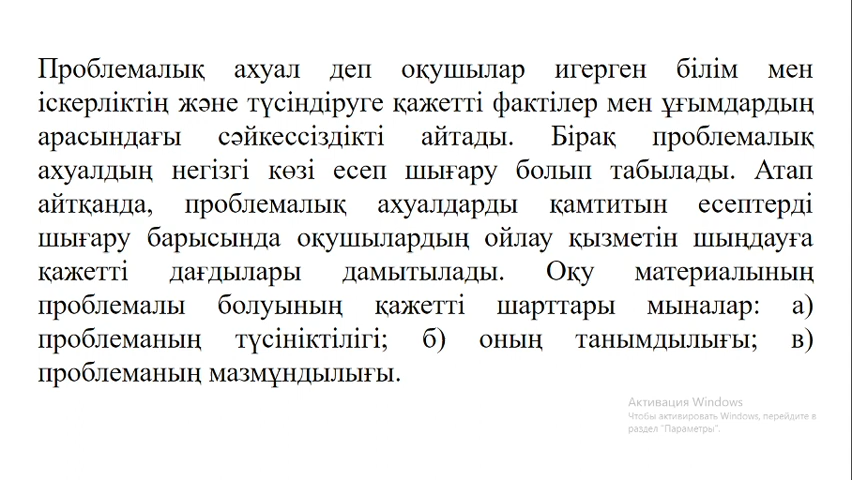 Проблемалық ахуал деп оқушылар игерген білім мен
іскерліктің және түсіндіруге қажетті фактілер мен ұғымдардың
арасындағы сәйкессіздікті айтады. Бірақ проблемалық
ахуалдың негізгі көзі есеп шығару болып табылады. Атап
айтқанда, проблемалық ахуалдарды қамтитын есептерді
шығару барысында оқушылардың ойлау қызметін шыңдауға
қажетті дағдылары дамытылады. Оқу материалының
проблемалы болуының қажетті шарттары мыналар: а)
проблеманың түсініктілігі; б) оның танымдылығы; в)
проблеманың мазмұндылығы.
Активация Windows
Чтобы активировать Windows, перейдите в
раздел "Параметры".